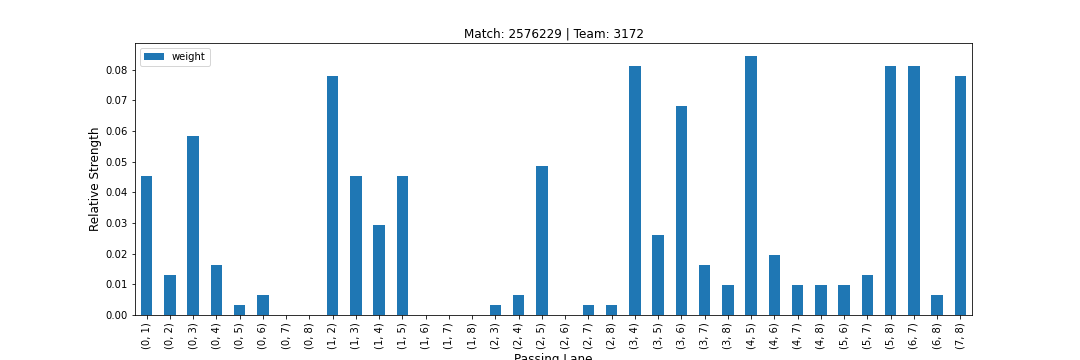 Match: 2576229 | Team: 3172
weight
Relative Strength
0.08
0.07
0.06
0.05
0.04
0.03
0.02
0.01
0.00
(0, 1) (0, 2) (0, 3) (0, 4) (0, 5) (0, 6) (0, 7) (0, 8) (1, 2) (1, 3) (1, 4) (1, 5) (1, 6) (1, 7) (1, 8) (2, 3) (2, 4) (2, 5) (2, 6) (2, 7) (2, 8) (3, 4) (3, 5) (3, 6) (3, 7) (3, 8) (4, 5) (4, 6) (4, 7) (4, 8) (5, 6) (5, 7) (5, 8) (6, 7) (6, 8) (7, 8)
Passing Lane